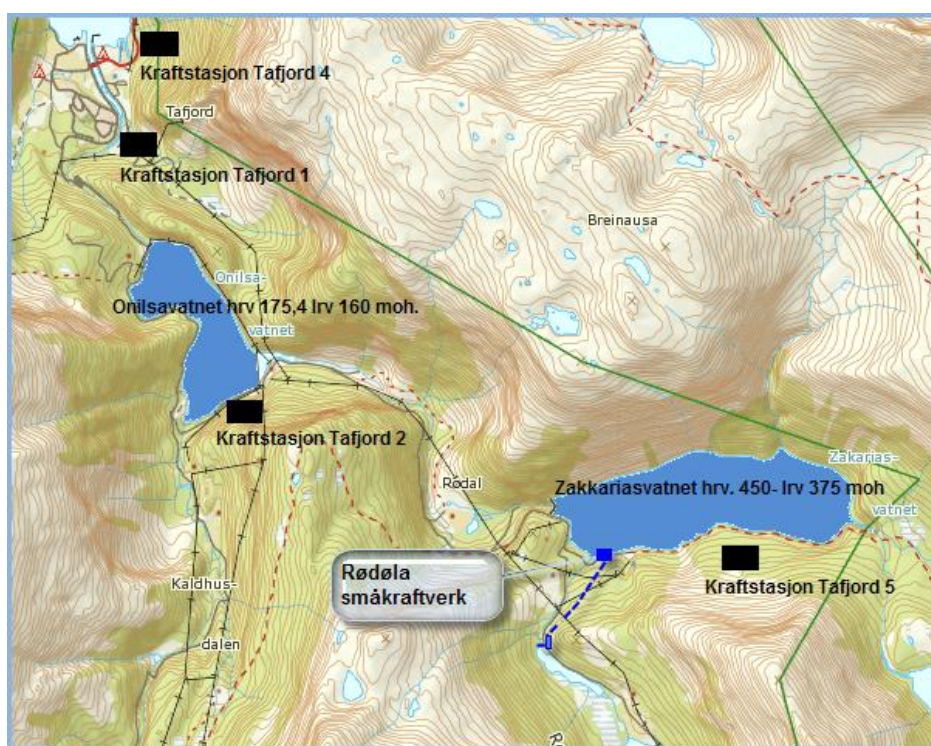 Kraftstasjon Tafjord 4
Tafjord
Kraftstasjon Tafjord 1
Breinausa
Onilsa-
Onilsavatnet hrv 175,4 lrv 160 moh.
vatnet
Kraftstasjon Tafjord 2
Zakarias-
Rødal
Zakkariasvatnet hrv. 450- lrv 375 moh
vatnet
Rødøla
småkraftverk
Kaldhus-
Kraftstasjon Tafjord 5
dalen